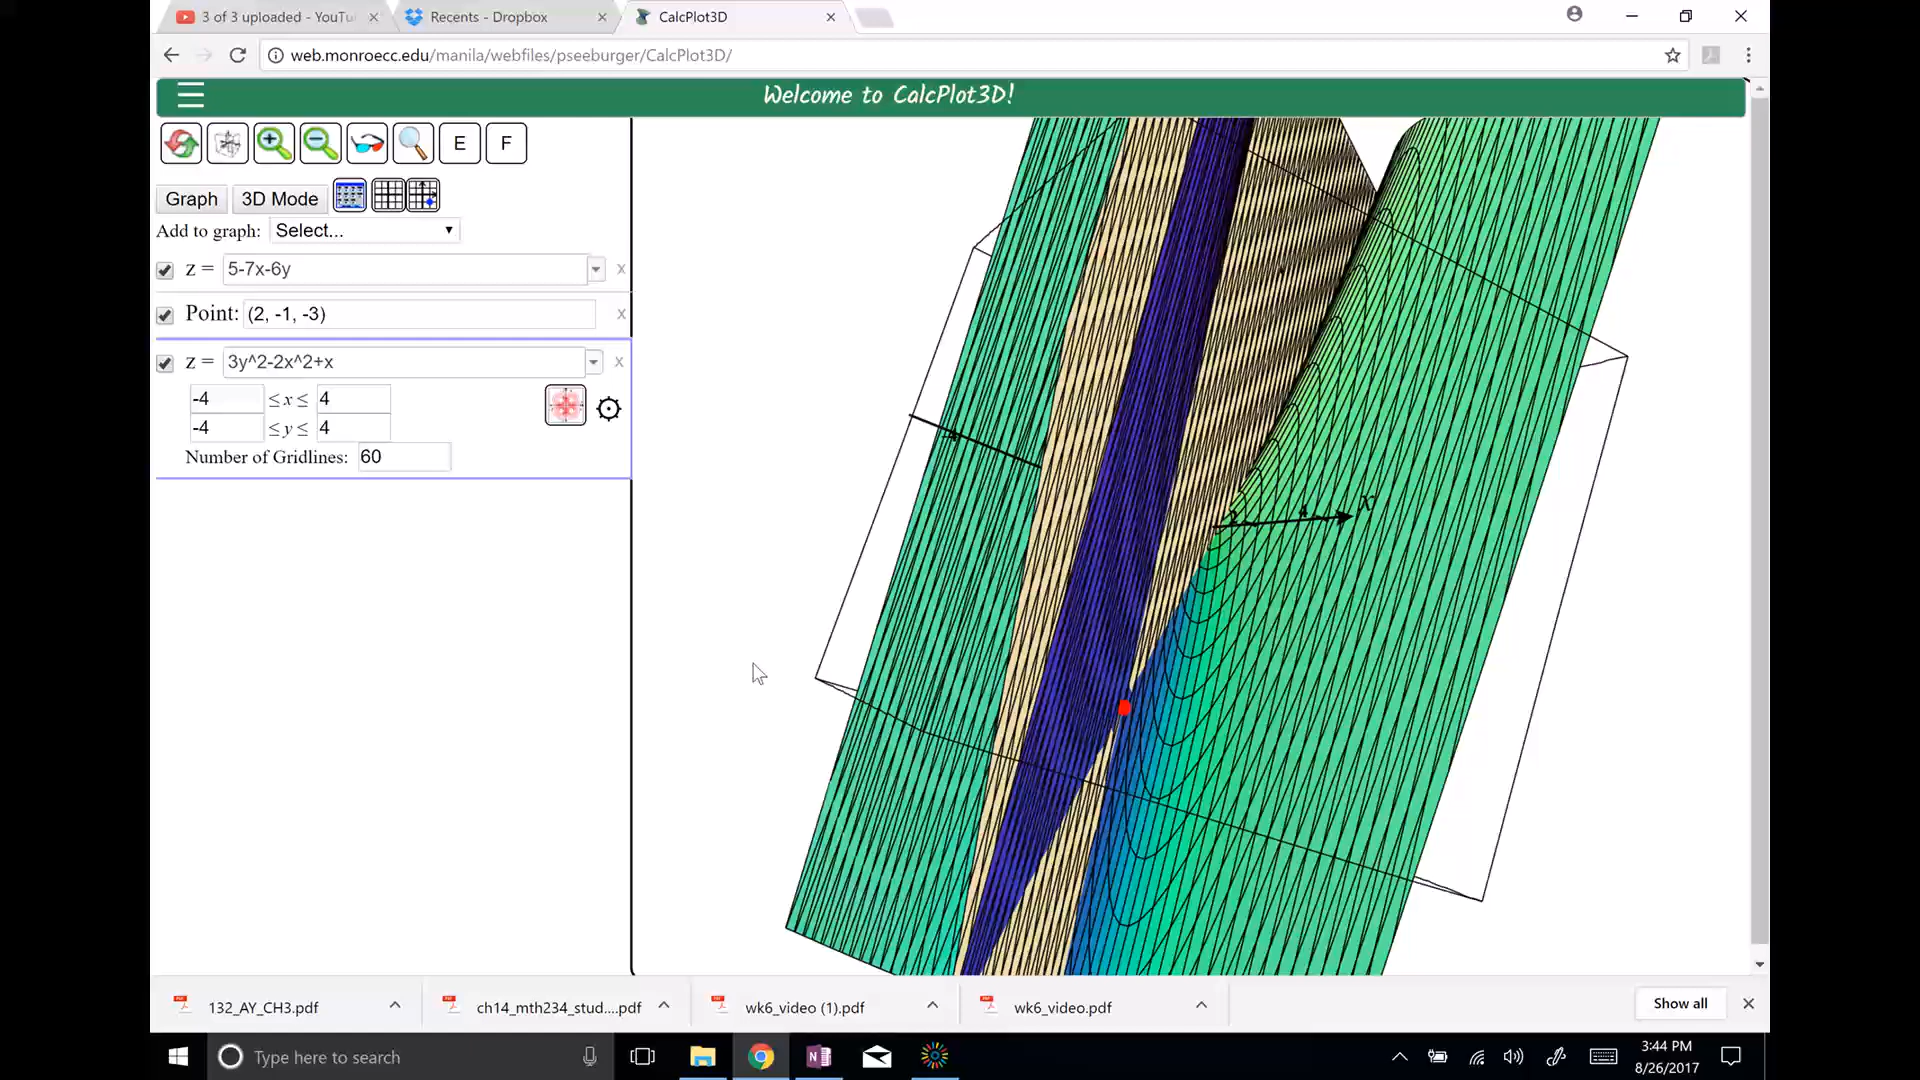 3 of 3 uploaded - YouTu
Recents - Dropbox
CalcPlot3D
web.monroecc.edu/manila/webfiles/pseeburger/CalcPlot3D/
Welcome to CalcPlot3D!
E
F
Graph
3D Mode
Add to graph: Select...
z = 5-7x-6y x
Point: (2, -1, -3) x
z = 3y^2-2x^2+x x
-4 ≤ x ≤ 4
-4 ≤ y ≤ 4
Number of Gridlines: 60
-4
2 4 x
132_AY_CH3.pdf
ch14_mth234_stud....pdf
wk6_video (1).pdf
wk6_video.pdf
Show all
Type here to search
3:44 PM
8/26/2017